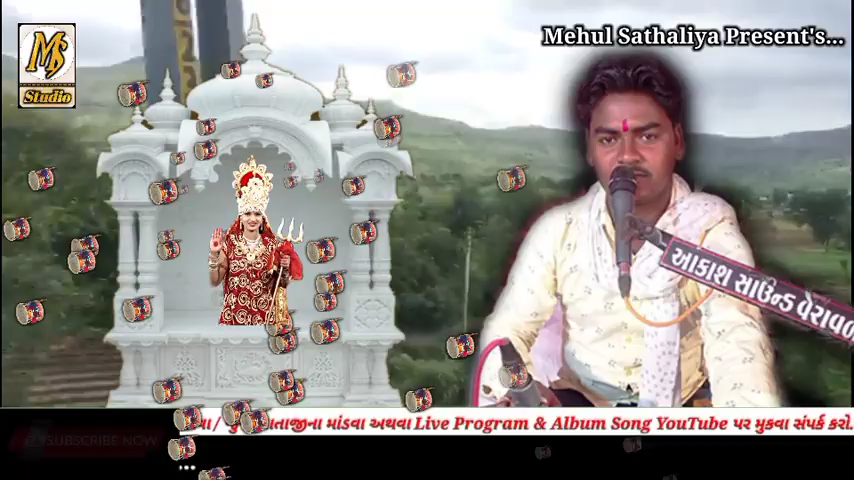 Mehul Sathaliya Present's...
MS
Studio
આકાશ સાઉન્ડ વેરાવળ
માંડવા અથવા Live Program & Album Song YouTube પર મુકવા સંપર્ક કરો.
SUBSCRIBE NOW
...